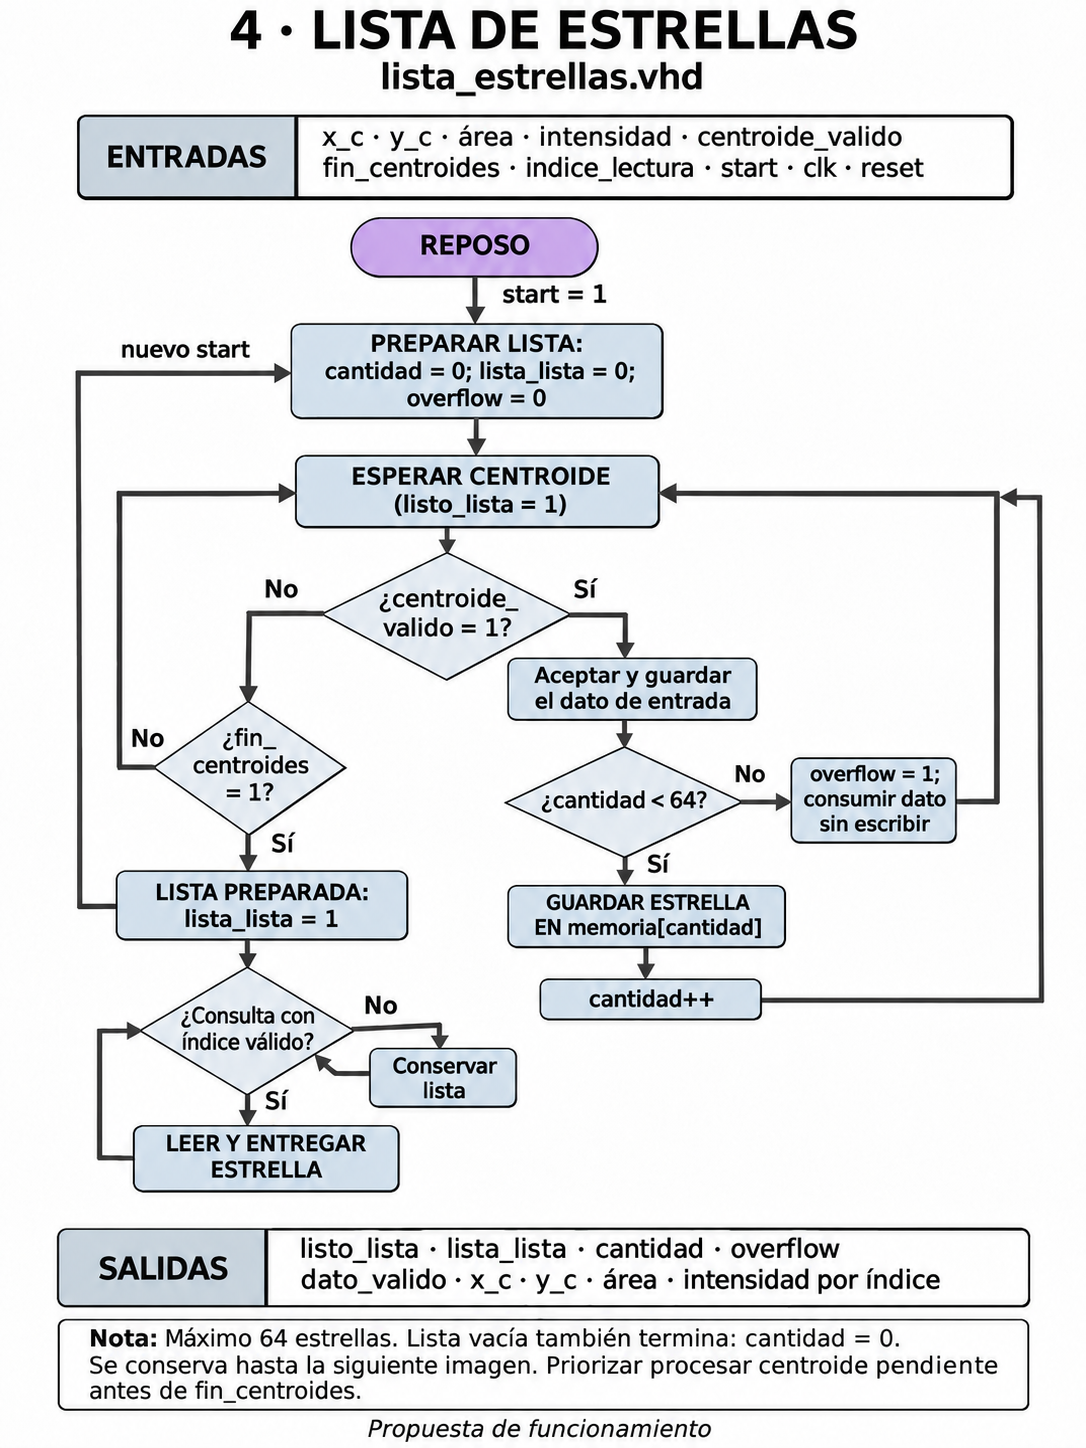 4 · LISTA DE ESTRELLAS
lista_estrellas.vhd
ENTRADAS
x_c · y_c · área · intensidad · centroide_valido
fin_centroides · indice_lectura · start · clk · reset
REPOSO
start = 1
nuevo start
PREPARAR LISTA:
cantidad = 0; lista_lista = 0;
overflow = 0
ESPERAR CENTROIDE
(listo_lista = 1)
No
¿centroide_
valido = 1?
Sí
Aceptar y guardar
el dato de entrada
No
¿fin_
centroides
= 1?
Sí
¿cantidad < 64?
No
overflow = 1;
consumir dato
sin escribir
Sí
LISTA PREPARADA:
lista_lista = 1
GUARDAR ESTRELLA
EN memoria[cantidad]
cantidad++
¿Consulta con
índice válido?
No
Conservar
lista
Sí
LEER Y ENTREGAR
ESTRELLA
SALIDAS
listo_lista · lista_lista · cantidad · overflow
dato_valido · x_c · y_c · área · intensidad por índice
Nota: Máximo 64 estrellas. Lista vacía también termina: cantidad = 0.
Se conserva hasta la siguiente imagen. Priorizar procesar centroide pendiente
antes de fin_centroides.
Propuesta de funcionamiento